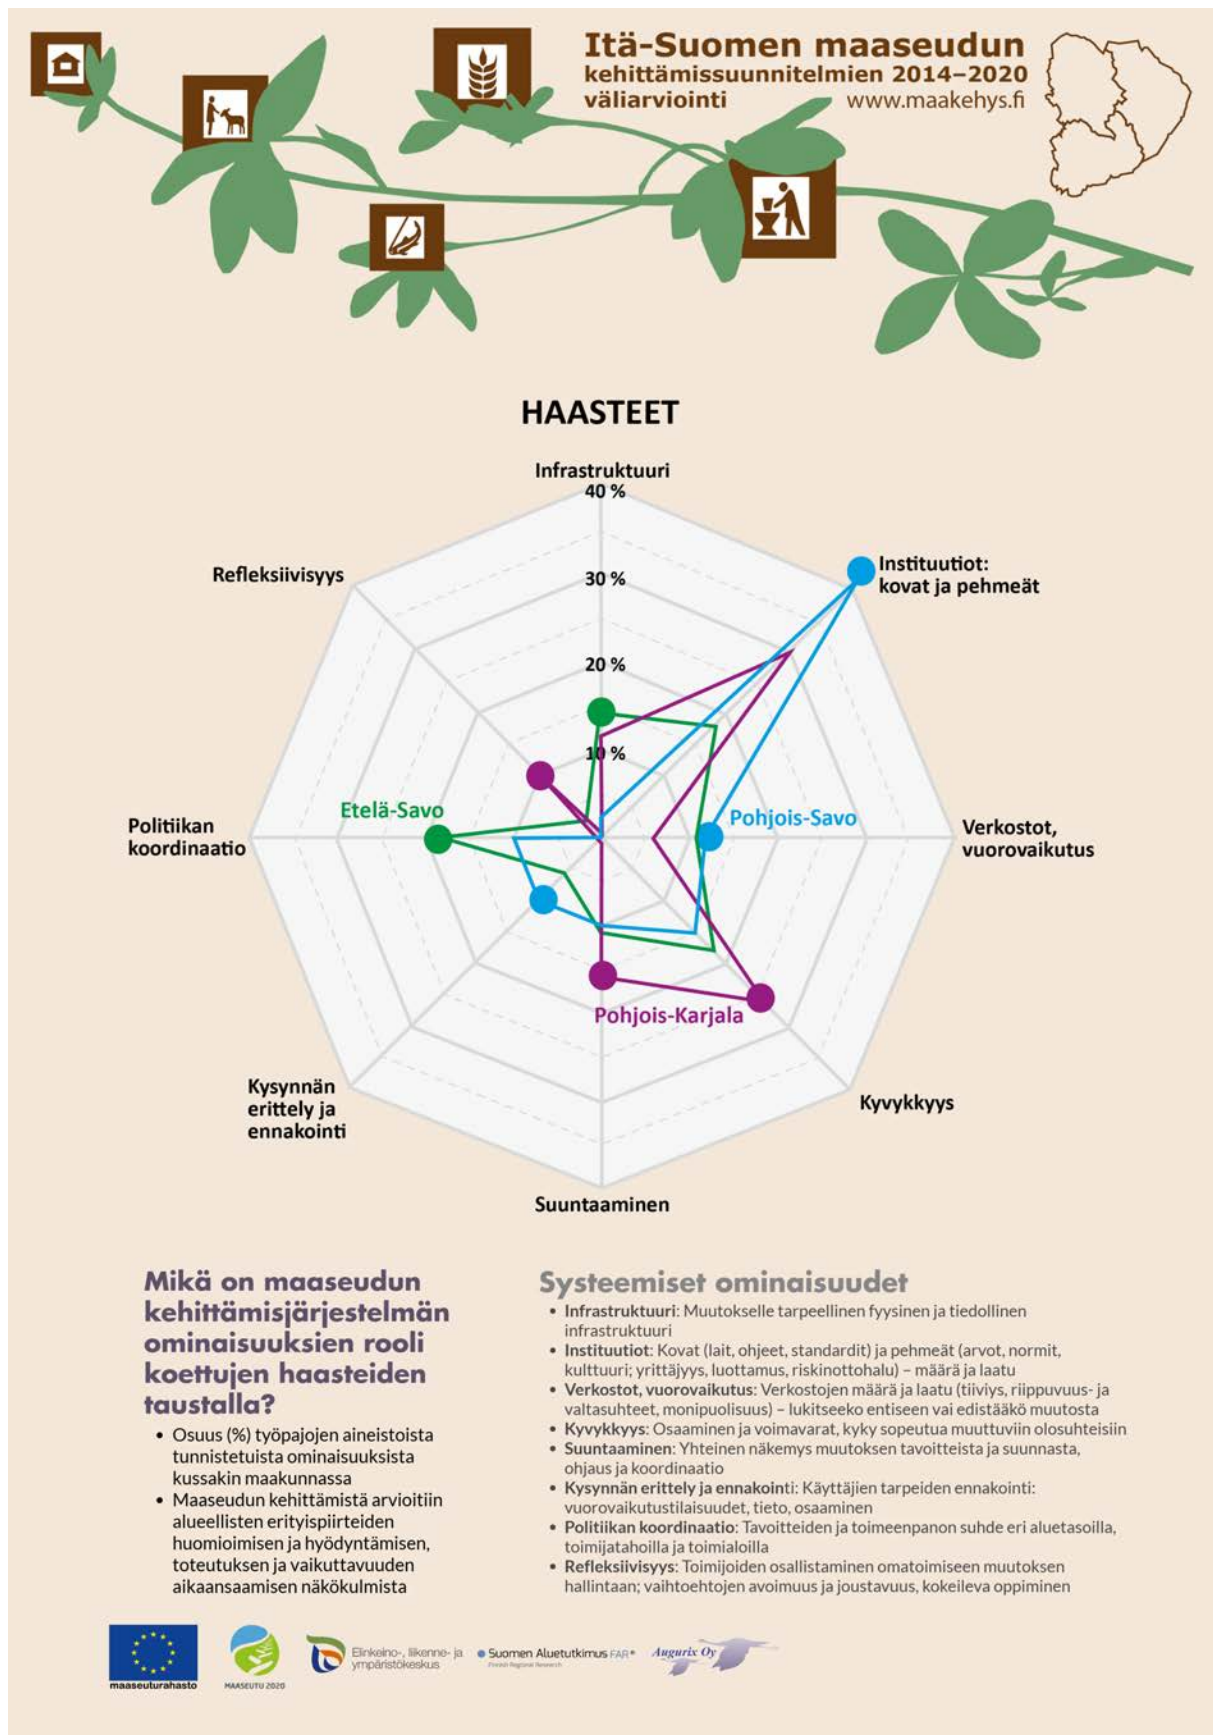 Itä-Suomen maaseudun
kehittämissuunnitelmien 2014–2020
väliarviointi www.maakehys.fi
HAASTEET
Infrastruktuuri
40 %
Instituutiot:
kovat ja pehmeät
Refleksiivisyys
30 %
20 %
10 %
Etelä-Savo
Pohjois-Savo
Politiikan
koordinaatio
Verkostot,
vuorovaikutus
Pohjois-Karjala
Kysynnän
erittely ja
ennakointi
Kyvykkyys
Suuntaaminen
Mikä on maaseudun
kehittämisjärjestelmän
ominaisuuksien rooli
koettujen haasteiden
taustalla?
• Osuus (%) työpajojen aineistoista
tunnistetuista ominaisuuksista
kussakin maakunnassa
• Maaseudun kehittämistä arvioitiin
alueellisten erityispiirteiden
huomioimisen ja hyödyntämisen,
toteutuksen ja vaikuttavuuden
aikaansaamisen näkökulmista
Systeemiset ominaisuudet
• Infrastruktuuri: Muutokselle tarpeellinen fyysinen ja tiedollinen
infrastruktuuri
• Instituutiot: Kovat (lait, ohjeet, standardit) ja pehmeät (arvot, normit,
kulttuuri; yrittäjyys, luottamus, riskinottohalu) – määrä ja laatu
• Verkostot, vuorovaikutus: Verkostojen määrä ja laatu (tiiviys, riippuvuus- ja
valtasuhteet, monipuolisuus) – lukitseeko entiseen vai edistääkö muutosta
• Kyvykkyys: Osaaminen ja voimavarat, kyky sopeutua muuttuviin olosuhteisiin
• Suuntaaminen: Yhteinen näkemys muutoksen tavoitteista ja suunnasta,
ohjaus ja koordinaatio
• Kysynnän erittely ja ennakointi: Käyttäjien tarpeiden ennakointi:
vuorovaikutustilaisuudet, tieto, osaaminen
• Politiikan koordinaatio: Tavoitteiden ja toimeenpanon suhde eri aluetasoilla,
toimijatahoilla ja toimialoilla
• Refleksiivisyys: Toimijoiden osallistaminen omatoimiseen muutoksen
hallintaan; vaihtoehtojen avoimuus ja joustavuus, kokeileva oppiminen
maaseuturahasto
MAASEUTU 2020
Elinkeino-, liikenne- ja
ympäristökeskus
Suomen Aluetutkimus FAR
Finnish Regional Research
Augurix Oy